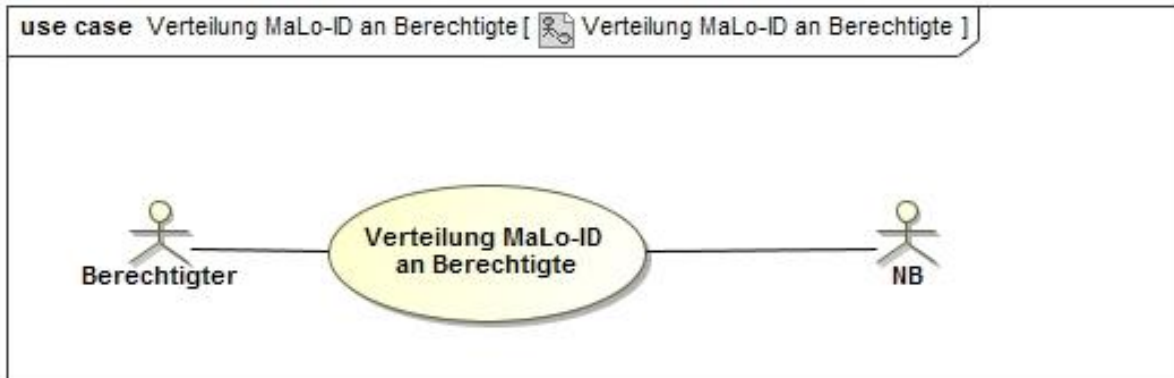 use case Verteilung MaLo-ID an Berechtigte [ Verteilung MaLo-ID an Berechtigte ]
Verteilung MaLo-ID
an Berechtigte
Berechtigter
NB